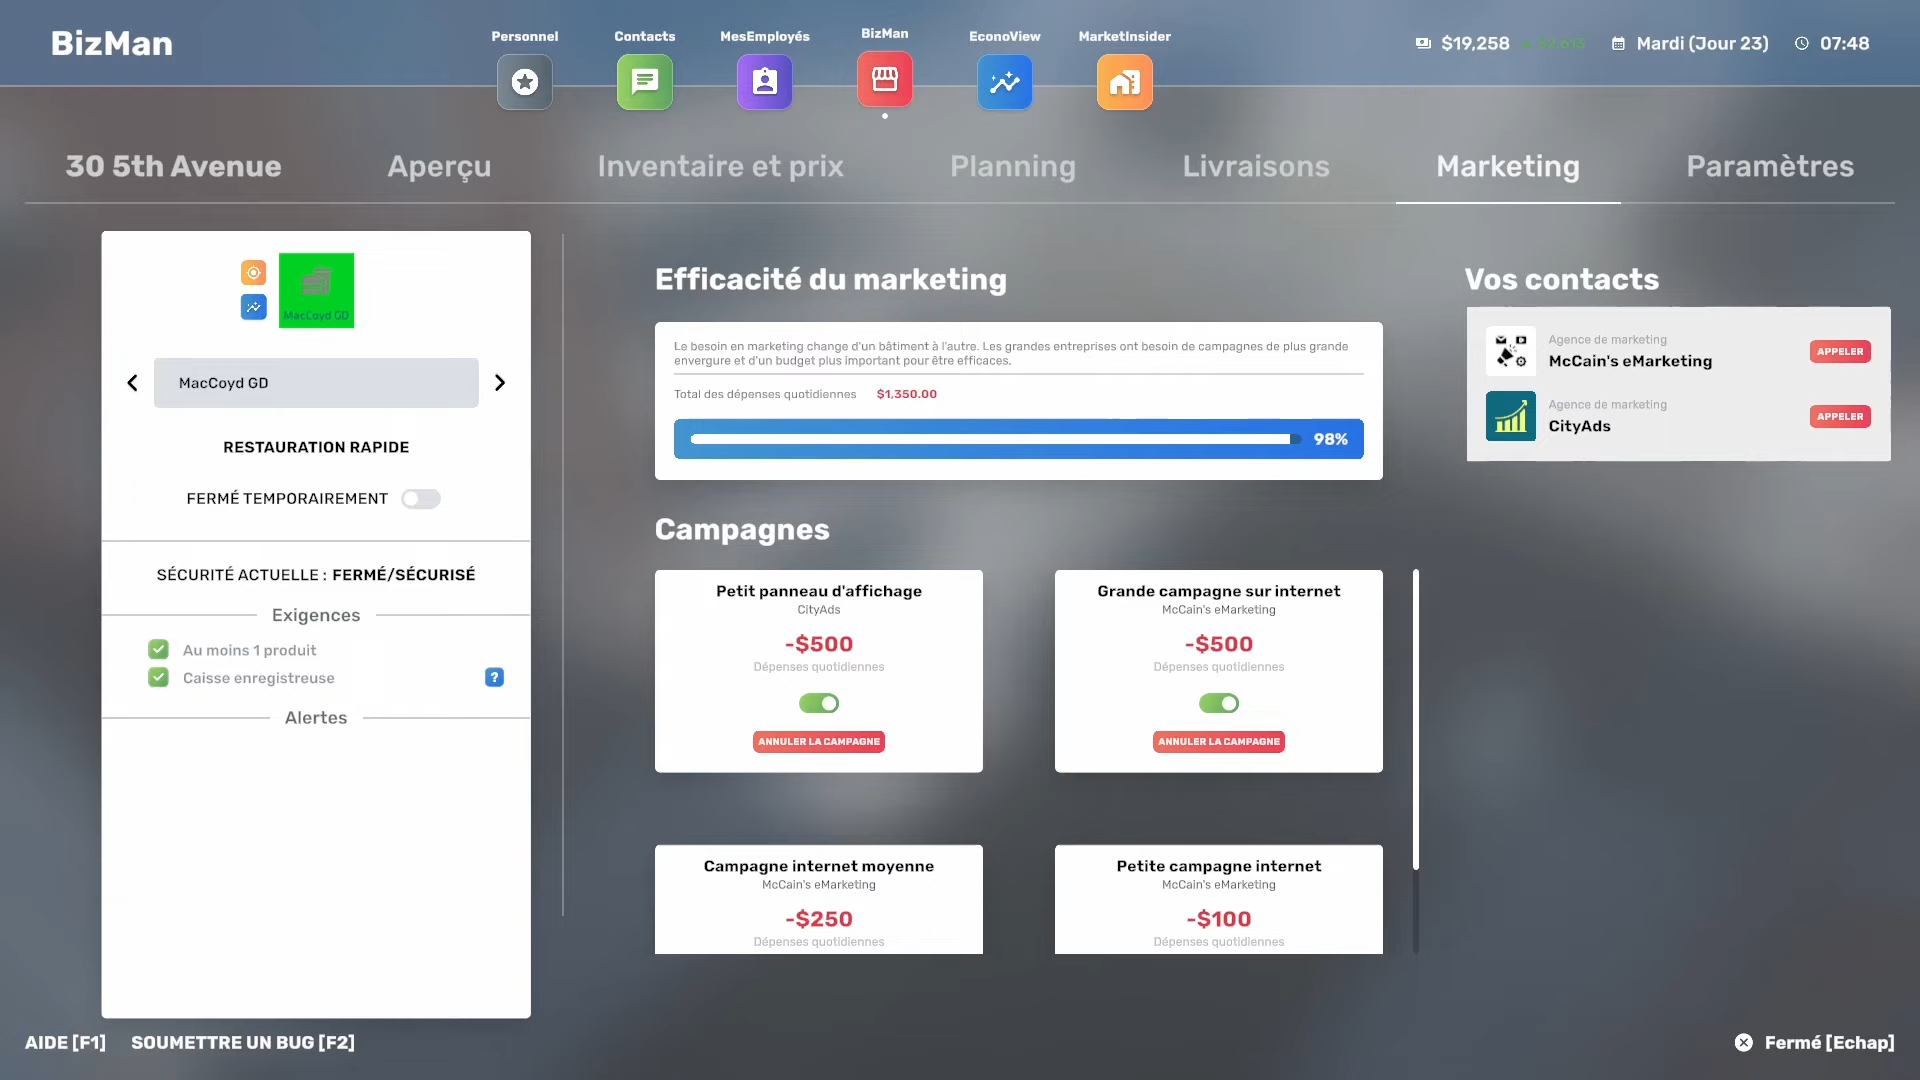 BizMan
Personnel
Contacts
MesEmployés
BizMan
EconoView
MarketInsider
$19,258
Mardi (Jour 23)
07:48
30 5th Avenue
Aperçu
Inventaire et prix
Planning
Livraisons
Marketing
Paramètres
MacCoyd GD
MacCoyd GD
RESTAURATION RAPIDE
FERMÉ TEMPORAIREMENT
SÉCURITÉ ACTUELLE : FERMÉ/SÉCURISÉ
Exigences
Au moins 1 produit
Caisse enregistreuse
?
Alertes
Efficacité du marketing
Le besoin en marketing change d'un bâtiment à l'autre. Les grandes entreprises ont besoin de campagnes de plus grande
envergure et d'un budget plus important pour être efficaces.
Total des dépenses quotidiennes $1,350.00
98%
Campagnes
Petit panneau d'affichage
CityAds
-$500
Dépenses quotidiennes
ANNULER LA CAMPAGNE
Grande campagne sur internet
McCain's eMarketing
-$500
Dépenses quotidiennes
ANNULER LA CAMPAGNE
Campagne internet moyenne
McCain's eMarketing
-$250
Dépenses quotidiennes
Petite campagne internet
McCain's eMarketing
-$100
Dépenses quotidiennes
Vos contacts
Agence de marketing
McCain's eMarketing
APPELER
Agence de marketing
CityAds
APPELER
AIDE [F1]
SOUMETTRE UN BUG [F2]
Fermé [Echap]